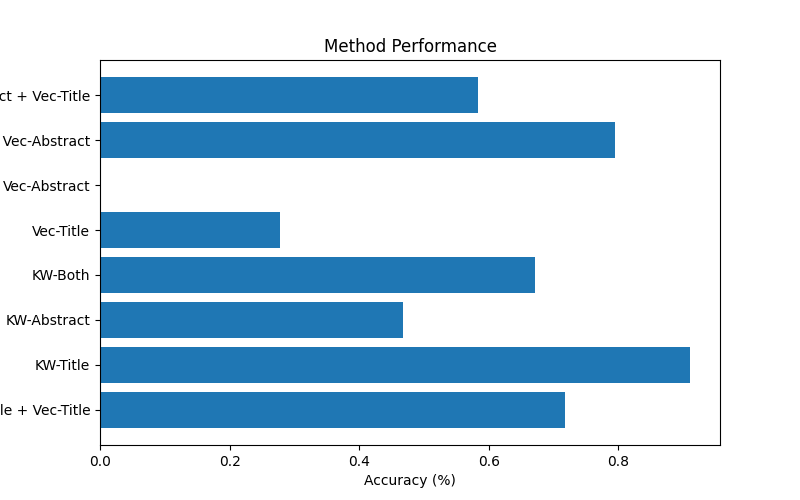 Method Performance
ct + Vec-Title
Vec-Abstract
Vec-Abstract
Vec-Title
KW-Both
KW-Abstract
KW-Title
le + Vec-Title
0.0 0.2 0.4 0.6 0.8
Accuracy (%)